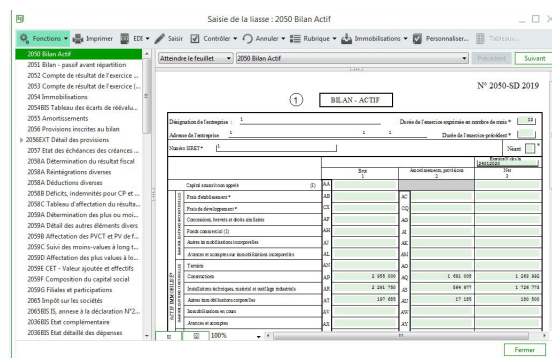 Saisie de la liasse : 2050 Bilan Actif
Fonctions Imprimer EDI Saisir Contrôler Annuler Rubrique Immobilisations Personnaliser... Tableaux...
2050 Bilan Actif
2051 Bilan - passif avant répartition
2052 Compte de résultat de l'exercice ...
2053 Compte de résultat de l'exercice (...
2054 Immobilisations
2054BIS Tableau des écarts de réévalu...
2055 Amortissements
2056 Provisions inscrites au bilan
2056EXT Détail des provisions
2057 Etat des échéances des créances ...
2058A Détermination du résultat fiscal
2058A Réintégrations diverses
2058A Déductions diverses
2058B Déficits, indemnités pour CP et ...
2058C Tableau d'affectation du résulta...
2059A Détermination des plus ou moi...
2059A Détail des autres éléments divers
2059B Affectation des PVCT et PV de f...
2059C Suivi des moins-values à long t...
2059D Affectation des plus values à lo...
2059E CET - Valeur ajoutée et effectifs
2059F Composition du capital social
2059G Filiales et participations
2065 Impôt sur les sociétés
2065BIS IS, annexe à la déclaration N°2...
2036BIS Etat complémentaire
2036BIS Etat détaillé des dépenses
Atteindre le feuillet 2050 Bilan Actif Précédent Suivant
N° 2050-SD 2019
1 BILAN - ACTIF
Désignation de l'entreprise : 1 Durée de l'exercice exprimée en nombre de mois *
Adresse de l'entreprise 1 1 1 Durée de l'exercice précédent *
Numéro SIRET * 1 Néant *
Exercice N clos le
Brut Amortissements, provisions Net
1 2 3
Capital souscrit non appelé (I) AA
Frais d'établissement * AB AC
Frais de développement * CX CQ
Concessions, brevets et droits similaires AF AG
Fonds commercial (1) AH AI
Autres immobilisations incorporelles AJ AK
Avances et acomptes sur immobilisations incorporelles AL AM
Terrains AN AO
Constructions AP 2 955 000 AQ
Installations techniques, matériel et outillage industriels AR 2 291 750 AS 564 977 AT
Autres immobilisations corporelles AT 197 685 AU 17 185 180 500
Immobilisations en cours AV AW
Avances et acomptes AX AY
ACTIF IMMOBILISÉ*
100 %
Fermer